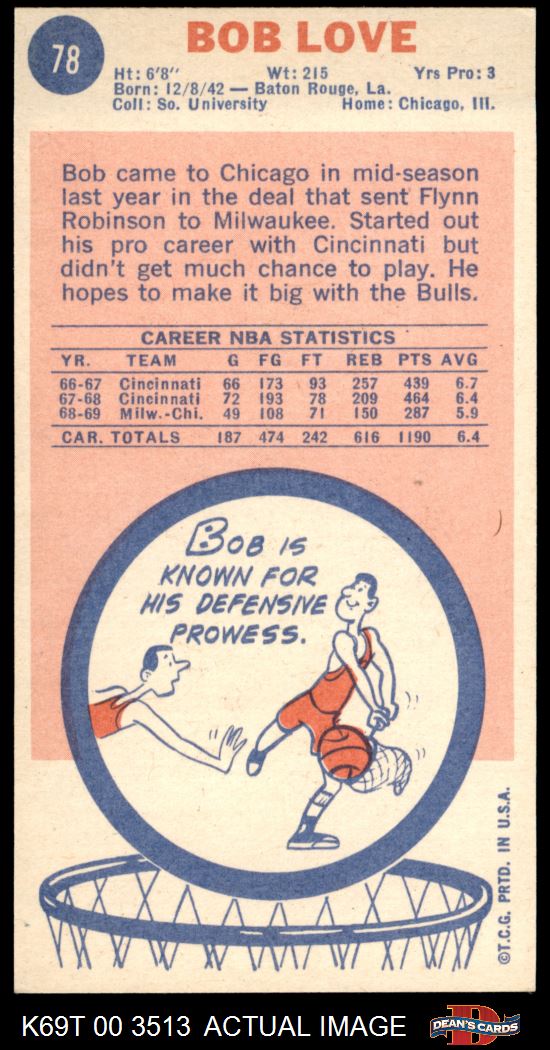 78
BOB LOVE
Ht: 6'8" Wt: 215 Yrs Pro: 3
Born: 12/8/42 — Baton Rouge, La.
Coll: So. University Home: Chicago, Ill.
Bob came to Chicago in mid-season
last year in the deal that sent Flynn
Robinson to Milwaukee. Started out
his pro career with Cincinnati but
didn't get much chance to play. He
hopes to make it big with the Bulls.
CAREER NBA STATISTICS
YR. TEAM G FG FT REB PTS AVG
66-67 Cincinnati 66 173 93 257 439 6.7
67-68 Cincinnati 72 193 78 209 464 6.4
68-69 Milw.-Chi. 49 108 71 150 287 5.9
CAR. TOTALS 187 474 242 616 1190 6.4
BOB IS
KNOWN FOR
HIS DEFENSIVE
PROWESS.
©T.C.G. PRTD. IN U.S.A.
K69T 00 3513 ACTUAL IMAGE
D
DEAN'S CARDS